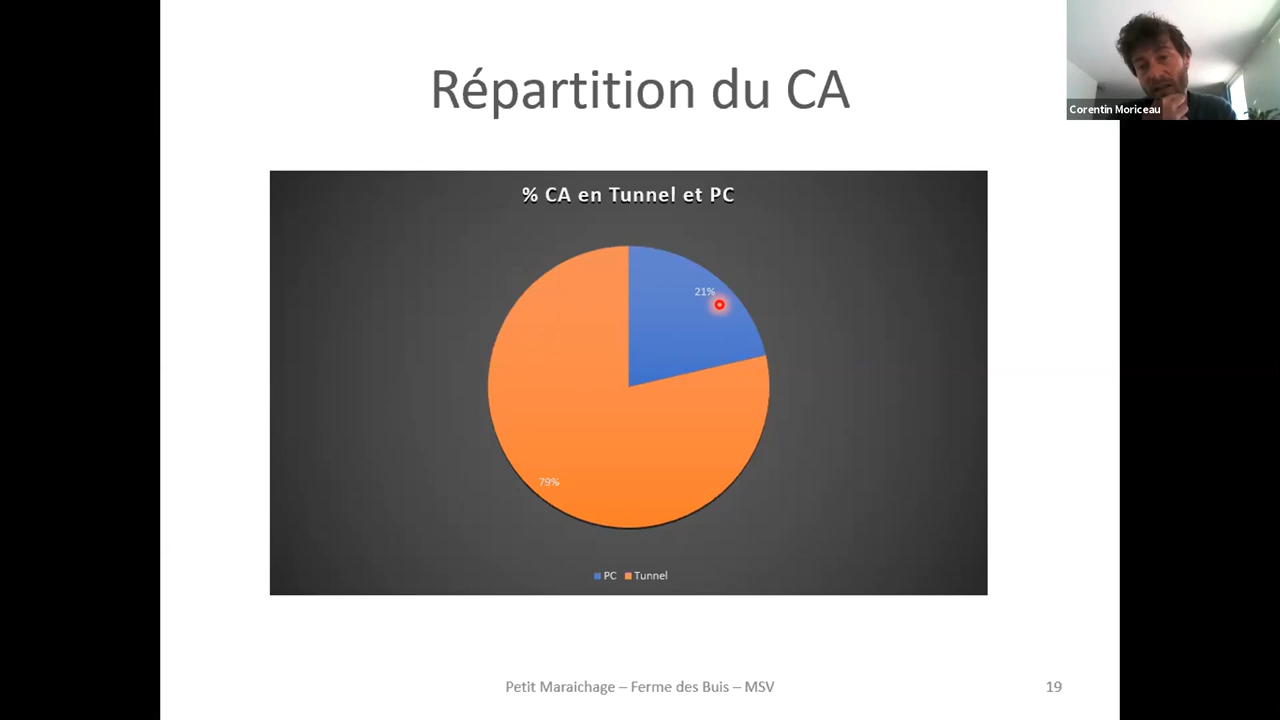 Répartition du CA
Corentin Moriceau
% CA en Tunnel et PC
21%
79%
PC Tunnel
Petit Maraichage – Ferme des Buis – MSV
19